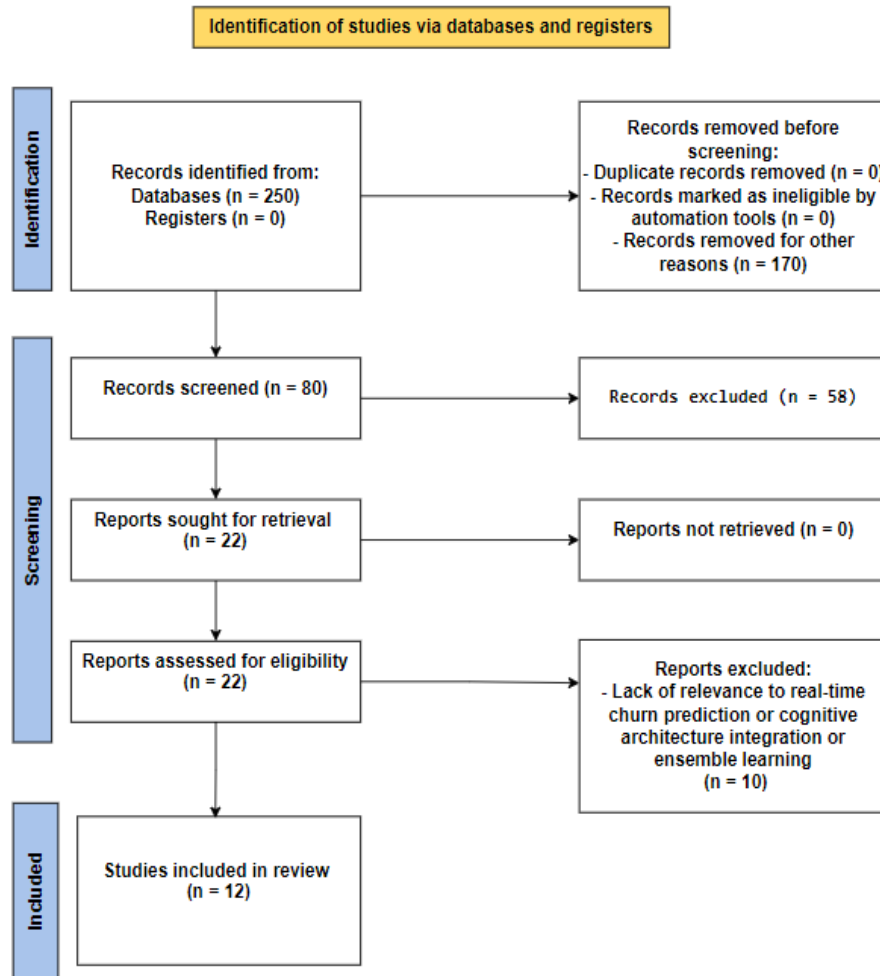 Identification of studies via databases and registers
Identification
Records identified from:
Databases (n = 250)
Registers (n = 0)
Records removed before
screening:
- Duplicate records removed (n = 0)
- Records marked as ineligible by
automation tools (n = 0)
- Records removed for other
reasons (n = 170)
Screening
Records screened (n = 80)
Records excluded (n = 58)
Reports sought for retrieval
(n = 22)
Reports not retrieved (n = 0)
Reports assessed for eligibility
(n = 22)
Reports excluded:
- Lack of relevance to real-time
churn prediction or cognitive
architecture integration or
ensemble learning
(n = 10)
Included
Studies included in review
(n = 12)